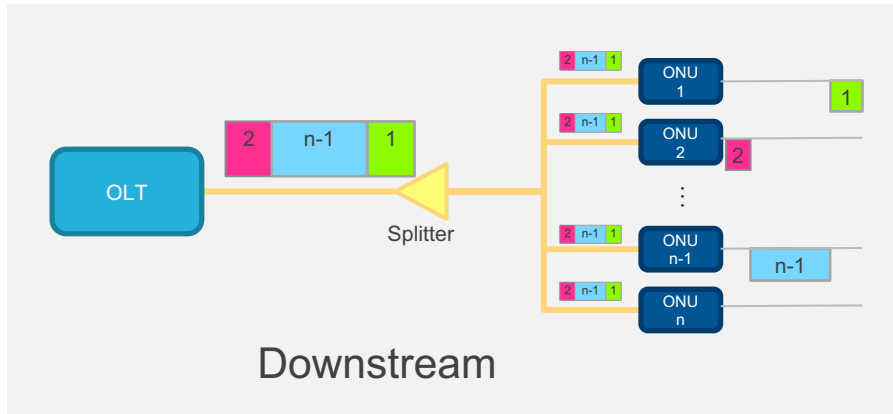 2 n-1 1
ONU
1
1
2 n-1 1
ONU
2
2
2 n-1 1
OLT
Splitter
⋮
2 n-1 1
ONU
n-1
n-1
2 n-1 1
ONU
n
Downstream